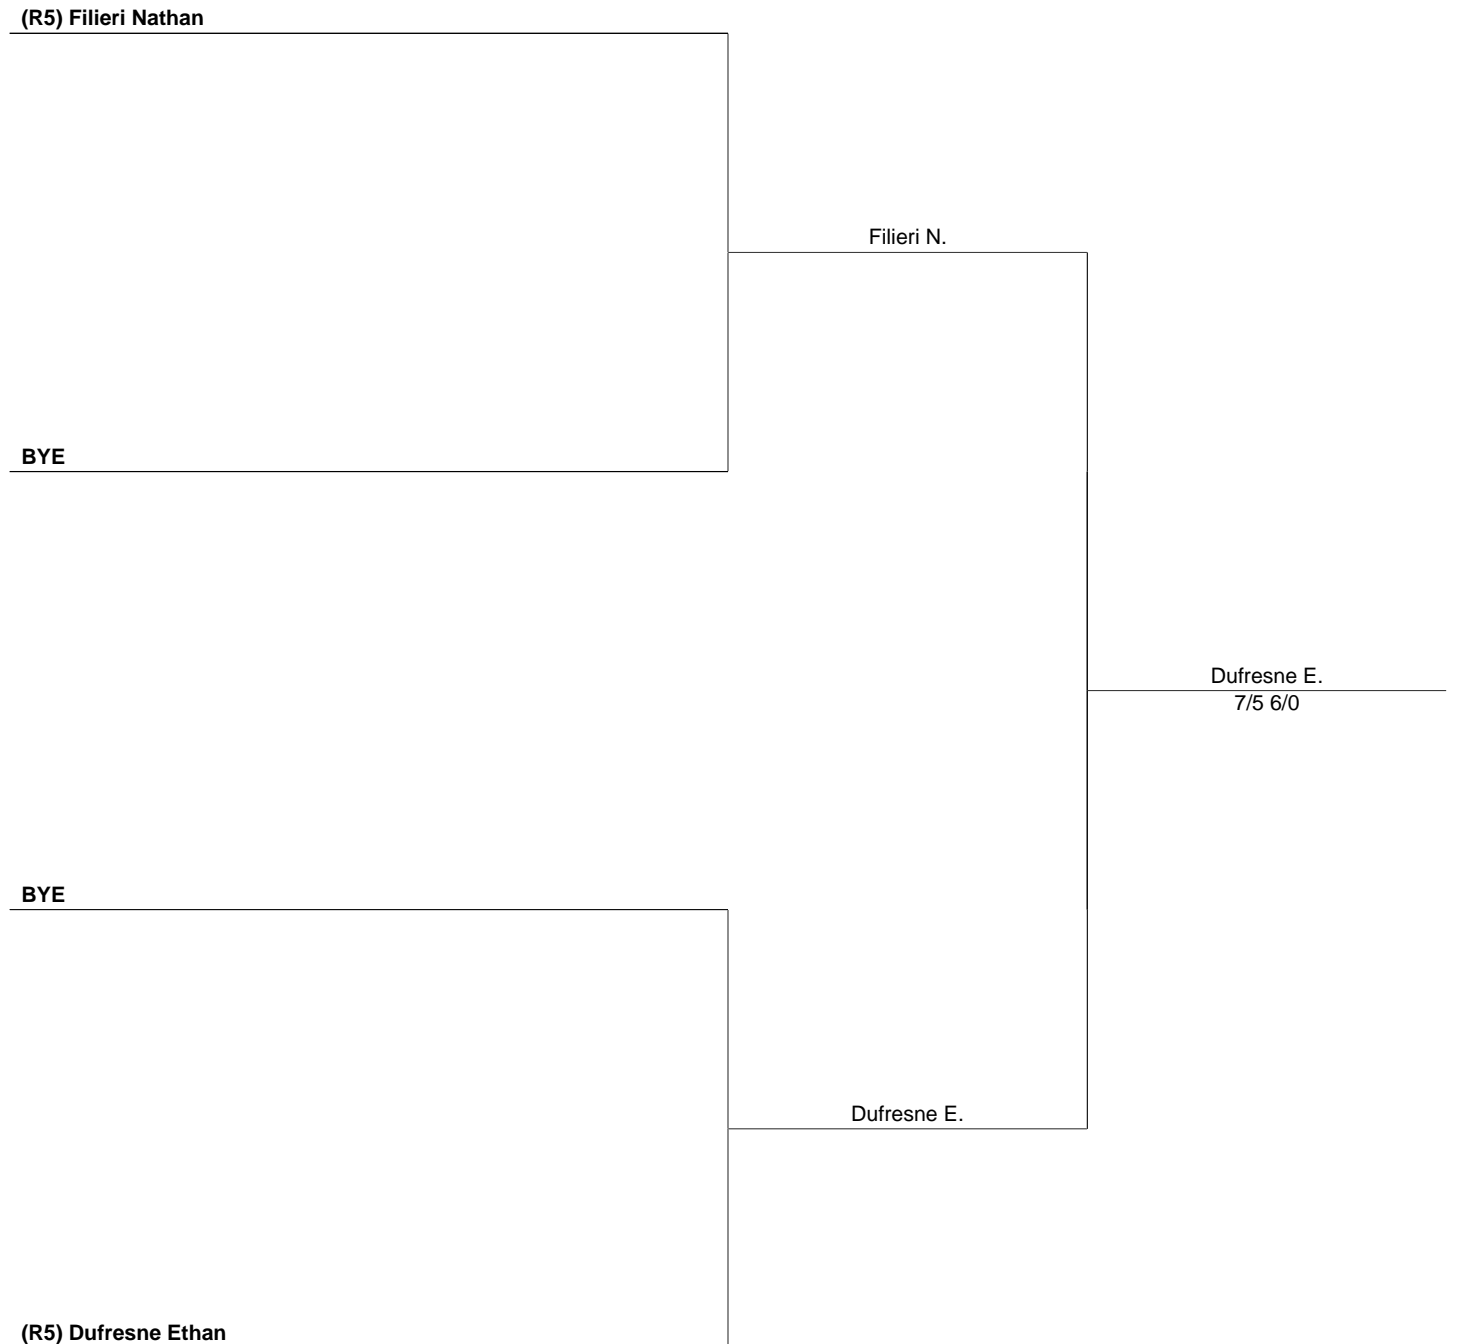 (R5) Filieri Nathan
Filieri N.
BYE
Dufresne E.
7/5 6/0
BYE
Dufresne E.
(R5) Dufresne Ethan